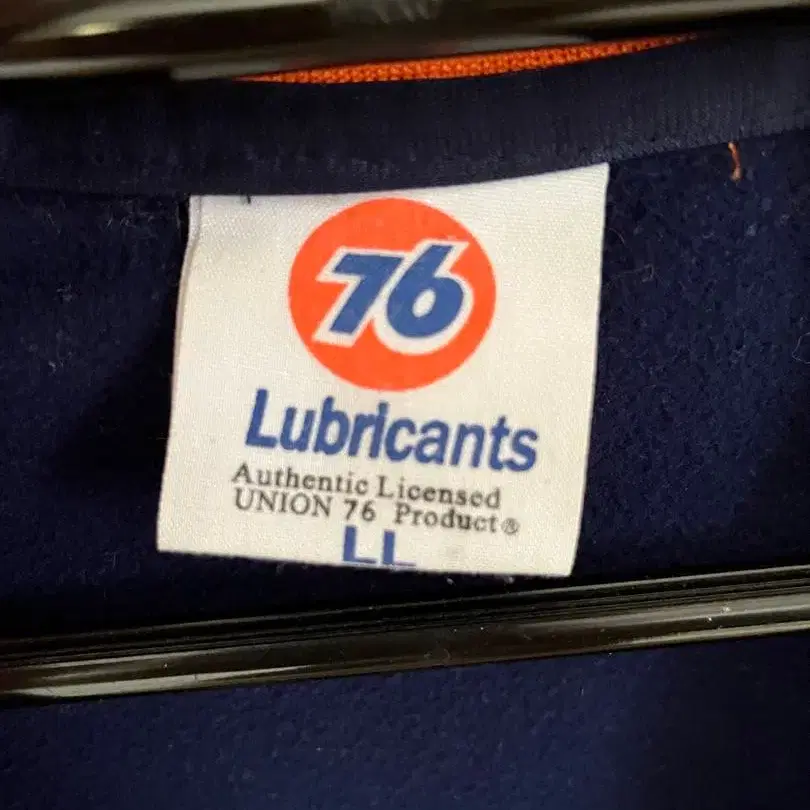 76
Lubricants
Authentic Licensed
UNION 76 Product®
LL